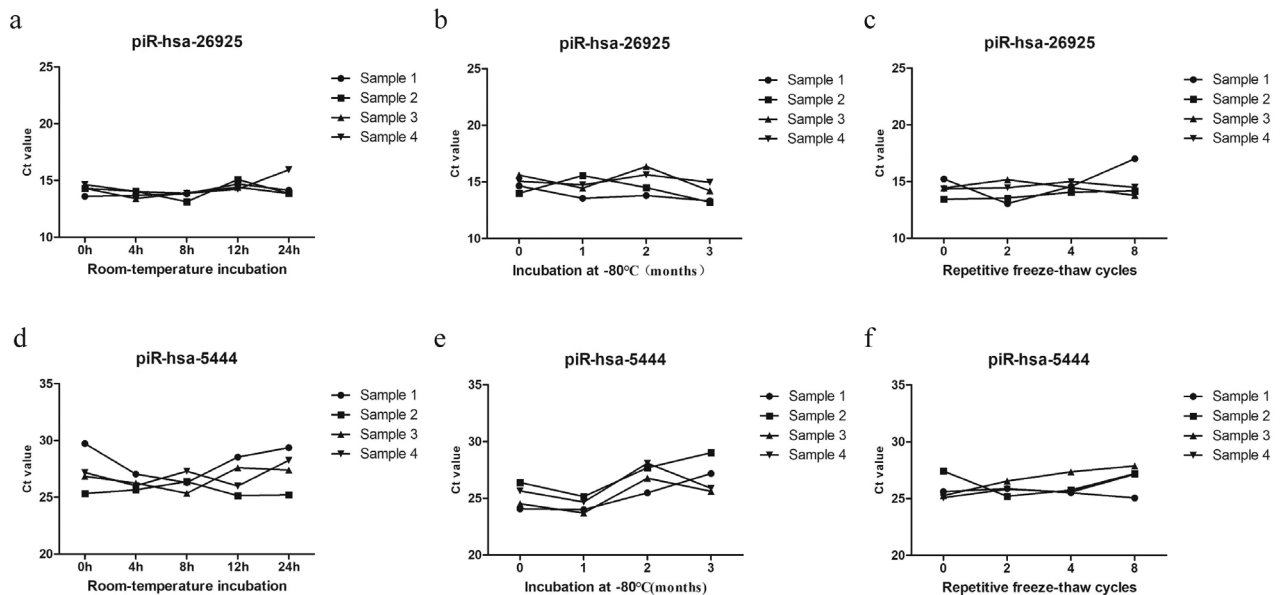 a
piR-hsa-26925
25
20
15
10
Ct value
0h 4h 8h 12h 24h
Room-temperature incubation
Sample 1
Sample 2
Sample 3
Sample 4
b
piR-hsa-26925
25
20
15
10
Ct value
0 1 2 3
Incubation at -80°C（months）
Sample 1
Sample 2
Sample 3
Sample 4
c
piR-hsa-26925
25
20
15
10
Ct value
0 2 4 8
Repetitive freeze-thaw cycles
Sample 1
Sample 2
Sample 3
Sample 4
d
piR-hsa-5444
35
30
25
20
Ct value
0h 4h 8h 12h 24h
Room-temperature incubation
Sample 1
Sample 2
Sample 3
Sample 4
e
piR-hsa-5444
35
30
25
20
Ct value
0 1 2 3
Incubation at -80°C(months)
Sample 1
Sample 2
Sample 3
Sample 4
f
piR-hsa-5444
35
30
25
20
Ct value
0 2 4 8
Repetitive freeze-thaw cycles
Sample 1
Sample 2
Sample 3
Sample 4